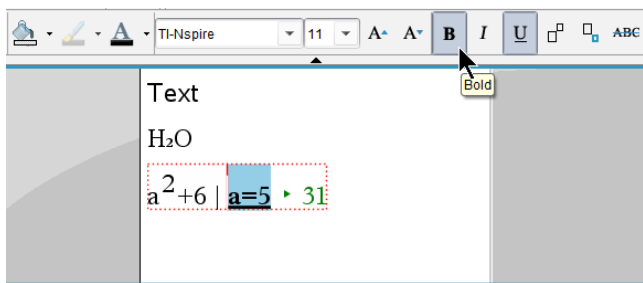 A TI-Nspire 11 A A B I U ABC
Bold
Text
H₂O
a²+6 | a=5 ▸ 31